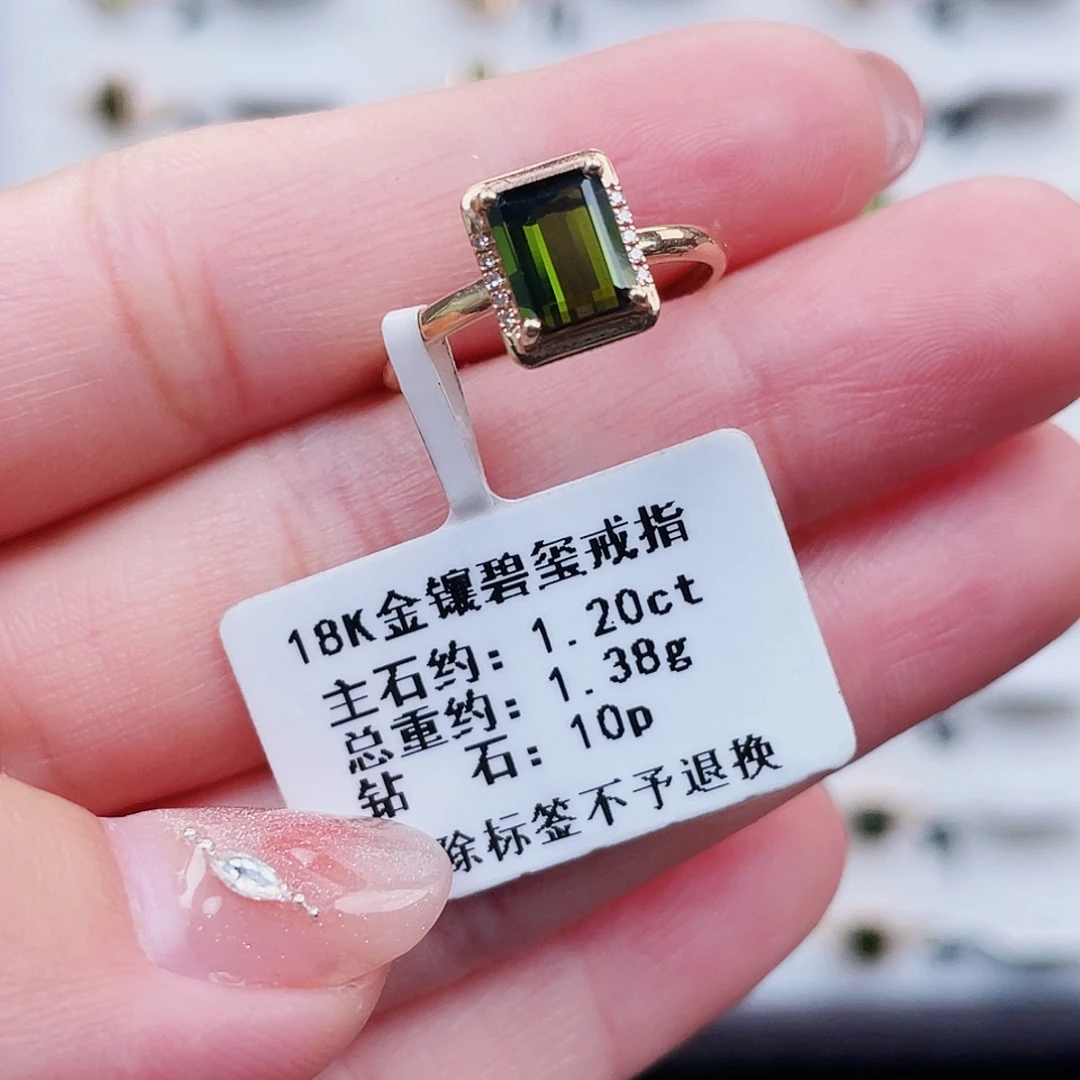 18K金镶碧玺戒指
主石约: 1.20ct
总重约: 1.38g
钻 石: 10p
除标签不予退换